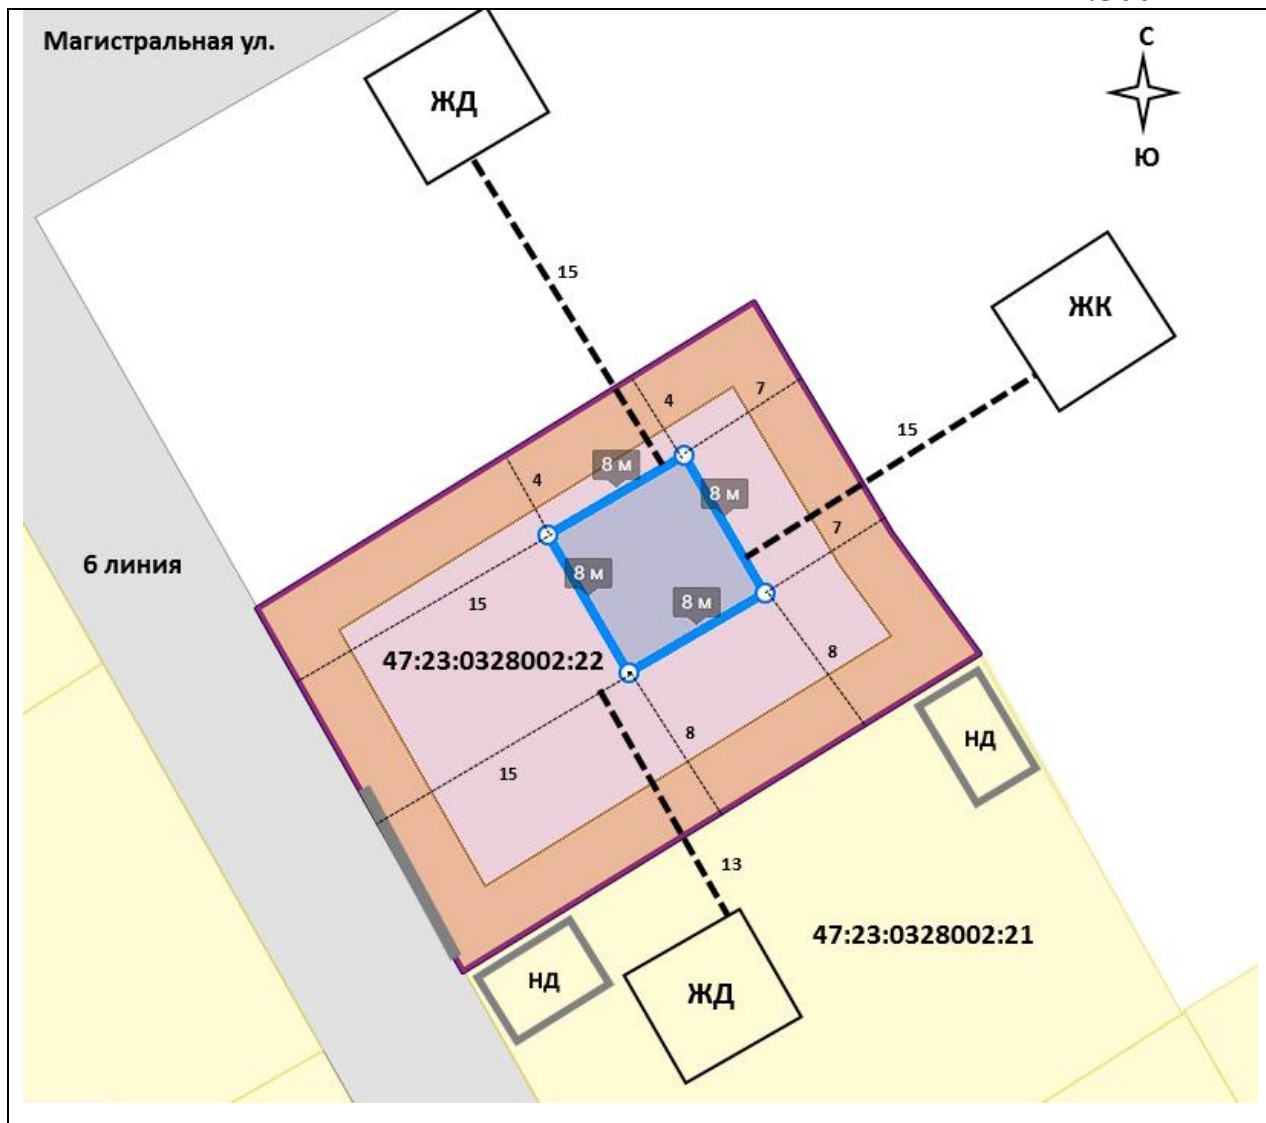 Магистральная ул.
С
Ю
ЖД
ЖК
15
15
4
7
4
8 м
8 м
7
6 линия
8 м
8 м
15
47:23:0328002:22
8
8
15
НД
13
47:23:0328002:21
НД
ЖД